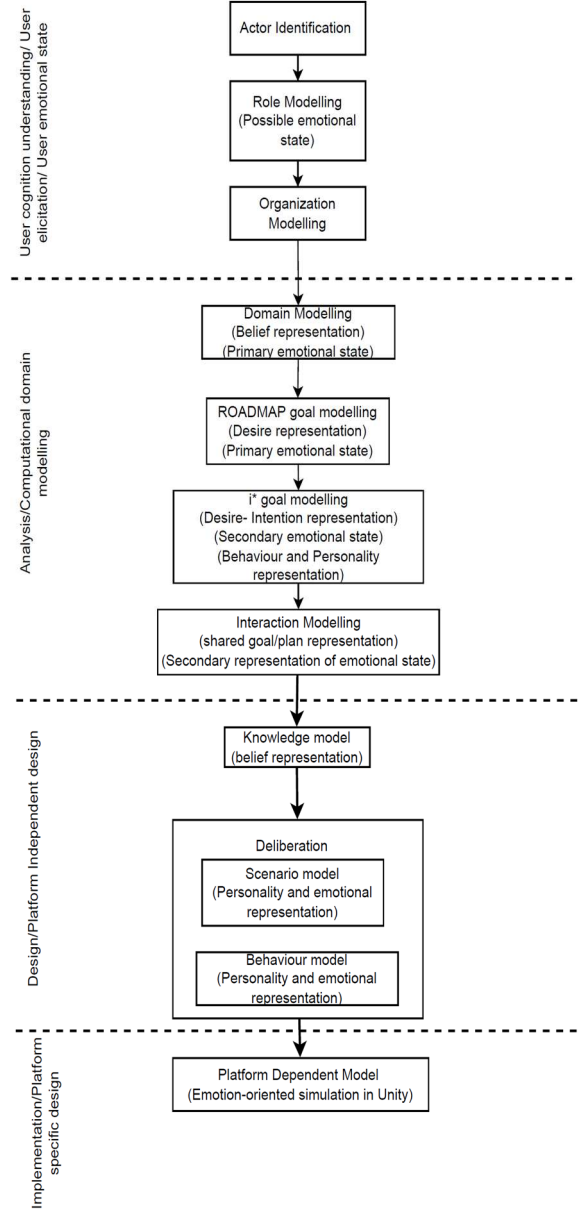 User cognition understanding/ User
elicitation/ User emotional state
Actor Identification
Role Modelling
(Possible emotional
state)
Organization
Modelling
Analysis/Computational domain
modelling
Domain Modelling
(Belief representation)
(Primary emotional state)
ROADMAP goal modelling
(Desire representation)
(Primary emotional state)
i* goal modelling
(Desire- Intention representation)
(Secondary emotional state)
(Behaviour and Personality
representation)
Interaction Modelling
(shared goal/plan representation)
(Secondary representation of emotional state)
Design/Platform Independent design
Knowledge model
(belief representation)
Deliberation
Scenario model
(Personality and emotional
representation)
Behaviour model
(Personality and emotional
representation)
Implementation/Platform
specific design
Platform Dependent Model
(Emotion-oriented simulation in Unity)